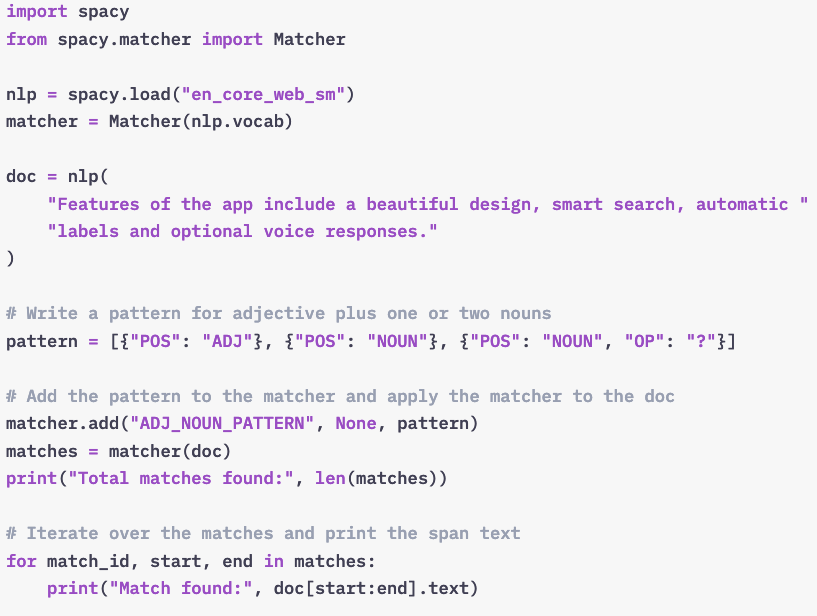 import spacy
from spacy.matcher import Matcher

nlp = spacy.load("en_core_web_sm")
matcher = Matcher(nlp.vocab)

doc = nlp(
    "Features of the app include a beautiful design, smart search, automatic "
    "labels and optional voice responses."
)

# Write a pattern for adjective plus one or two nouns
pattern = [{"POS": "ADJ"}, {"POS": "NOUN"}, {"POS": "NOUN", "OP": "?"}]

# Add the pattern to the matcher and apply the matcher to the doc
matcher.add("ADJ_NOUN_PATTERN", None, pattern)
matches = matcher(doc)
print("Total matches found:", len(matches))

# Iterate over the matches and print the span text
for match_id, start, end in matches:
    print("Match found:", doc[start:end].text)